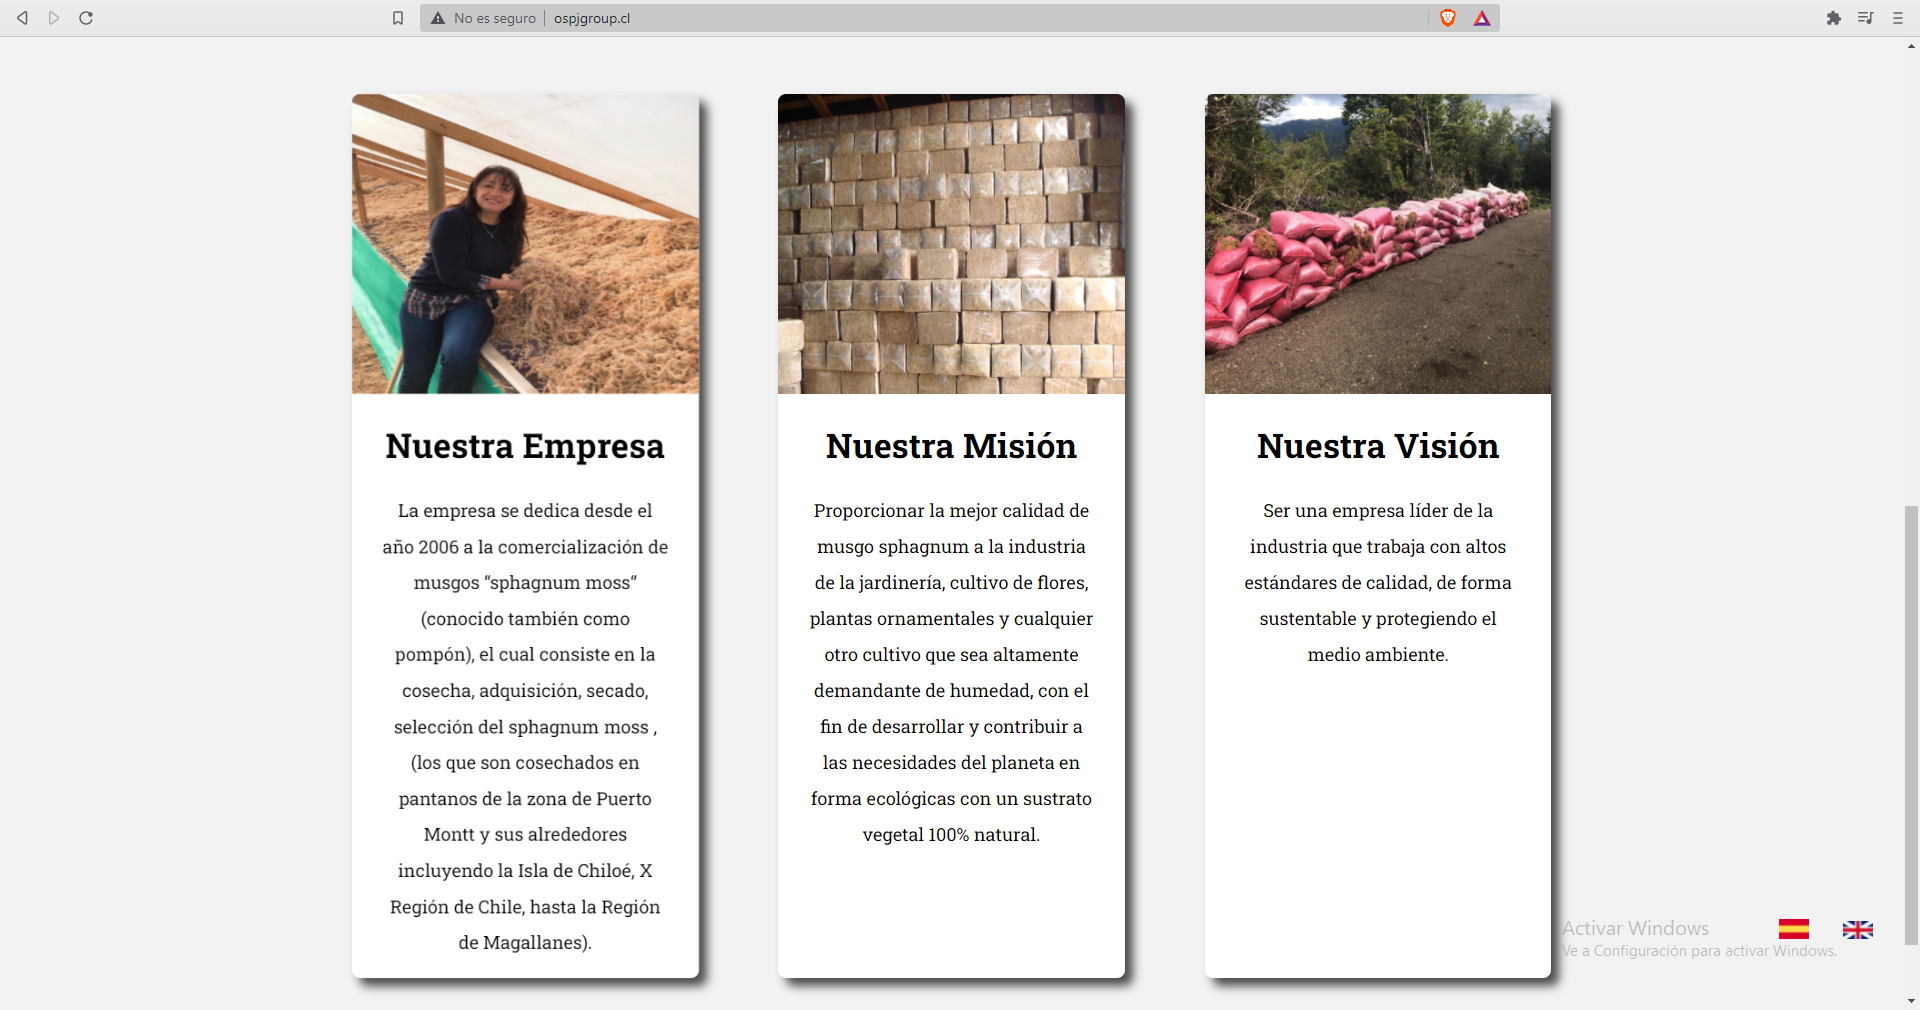 No es seguro
ospjgroup.cl
Nuestra Empresa
La empresa se dedica desde el
año 2006 a la comercialización de
musgos “sphagnum moss“
(conocido también como
pompón), el cual consiste en la
cosecha, adquisición, secado,
selección del sphagnum moss ,
(los que son cosechados en
pantanos de la zona de Puerto
Montt y sus alrededores
incluyendo la Isla de Chiloé, X
Región de Chile, hasta la Región
de Magallanes).
Nuestra Misión
Proporcionar la mejor calidad de
musgo sphagnum a la industria
de la jardinería, cultivo de flores,
plantas ornamentales y cualquier
otro cultivo que sea altamente
demandante de humedad, con el
fin de desarrollar y contribuir a
las necesidades del planeta en
forma ecológicas con un sustrato
vegetal 100% natural.
Nuestra Visión
Ser una empresa líder de la
industria que trabaja con altos
estándares de calidad, de forma
sustentable y protegiendo el
medio ambiente.
Activar Windows
Ve a Configuración para activar Windows.